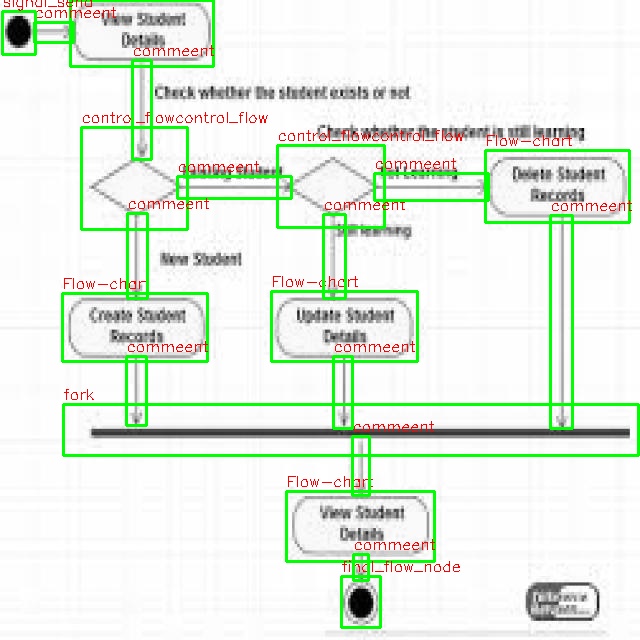 signal_send
commeent
View Student
Details
commeent
Check whether the student exists or not
control_flowcontrol_flow
Check whether the student is still learning
control_flowcontrol_flow
Flow-chart
commeent
Existing Student
commeent
Not Learning
Delete Student
Records
commeent
commeent
commeent
Still learning
New Student
Flow-chart
Flow-chart
Create Student
Records
Update Student
Details
commeent
commeent
fork
commeent
Flow-chart
View Student
Details
commeent
final_flow_node